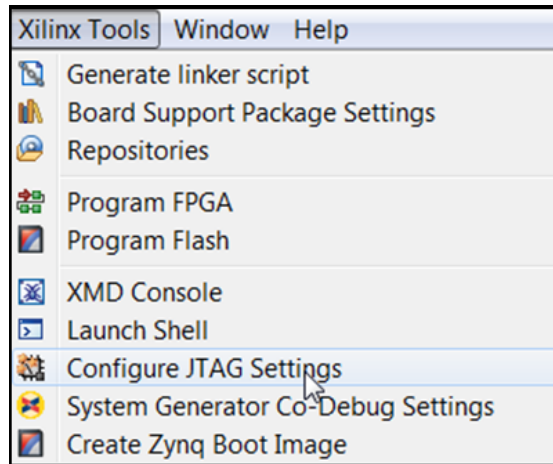 Xilinx Tools Window Help
Generate linker script
Board Support Package Settings
Repositories
Program FPGA
Program Flash
XMD Console
Launch Shell
Configure JTAG Settings
System Generator Co-Debug Settings
Create Zynq Boot Image